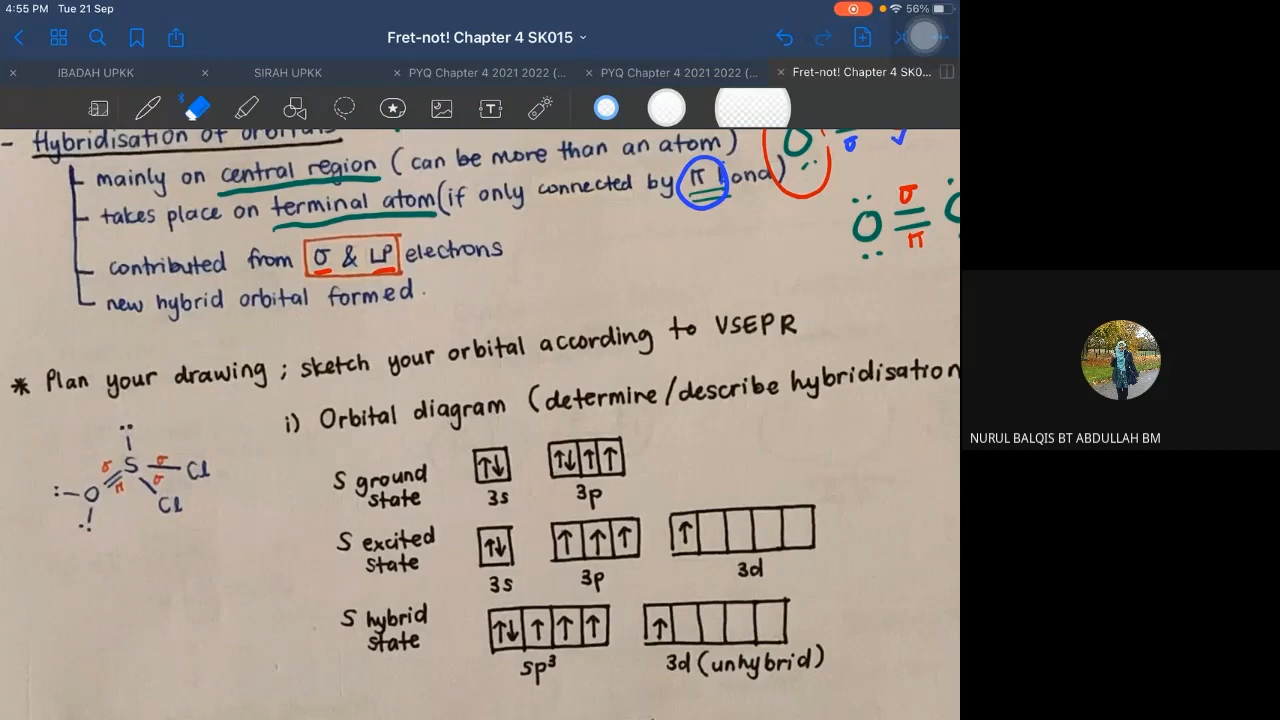 4:55 PM Tue 21 Sep
56%
Fret-not! Chapter 4 SK015
IBADAH UPKK
SIRAH UPKK
PYQ Chapter 4 2021 2022 (...
PYQ Chapter 4 2021 2022 (...
Fret-not! Chapter 4 SK0...
- Hybridisation of orbitals
mainly on central region (can be more than an atom)
takes place on terminal atom (if only connected by π bond)
contributed from σ & LP electrons
new hybrid orbital formed.
O
σ
O
σ
π
* Plan your drawing ; sketch your orbital according to VSEPR
i) Orbital diagram (determine/describe hybridisation
S
O
Cl
Cl
σ
π
σ
σ
S ground state
3s
3p
S excited state
3s
3p
3d
S hybrid state
sp³
3d (unhybrid)
NURUL BALQIS BT ABDULLAH BM